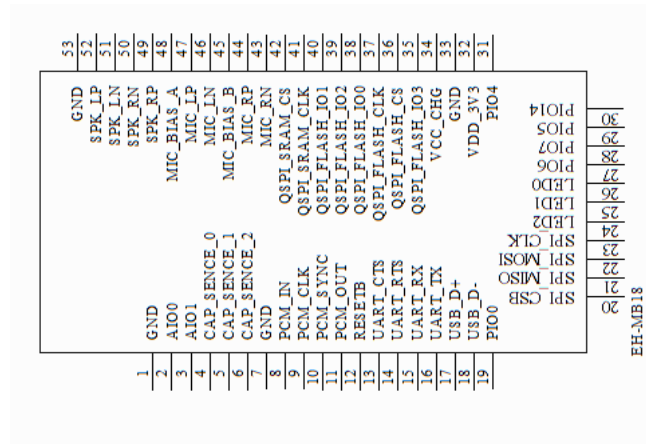 53
52
51
50
49
48
47
46
45
44
43
42
41
40
39
38
37
36
35
34
33
32
31
GND
SPK_LP
SPK_LN
SPK_RN
SPK_RP
MIC_BIAS_A
MIC_LP
MIC_LN
MIC_BIAS_B
MIC_RP
MIC_RN
QSPI_SRAM_CS
QSPI_SRAM_CLK
QSPI_FLASH_IO1
QSPI_FLASH_IO2
QSPI_FLASH_IO0
QSPI_FLASH_CLK
QSPI_FLASH_CS
QSPI_FLASH_IO3
VCC_CHG
GND
VDD_3V3
PIO4
PIO14
30
PIO5
29
PIO7
28
PIO6
27
LED0
26
LED1
25
LED2
24
SPI_CLK
23
SPI_MOSI
22
SPI_MISO
21
SPI_CSB
20
GND
AIO0
AIO1
CAP_SENCE_0
CAP_SENCE_1
CAP_SENCE_2
GND
PCM_IN
PCM_CLK
PCM_SYNC
PCM_OUT
RESETB
UART_CTS
UART_RTS
UART_RX
UART_TX
USB_D+
USB_D-
PIO0
1
2
3
4
5
6
7
8
9
10
11
12
13
14
15
16
17
18
19
EH-MB18